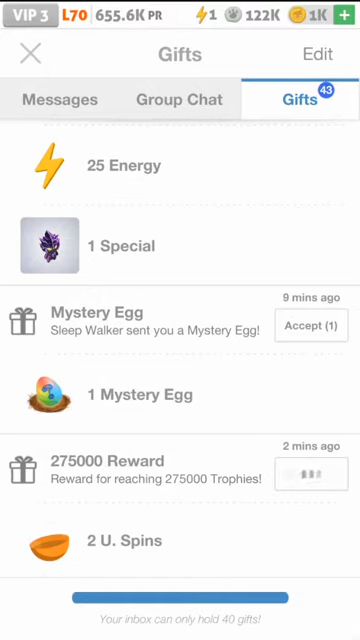 VIP 3 L70 655.6K PR 1 122K 1K +
Gifts Edit
Messages Group Chat Gifts 43
25 Energy
1 Special
9 mins ago
Mystery Egg
Sleep Walker sent you a Mystery Egg!
Accept (1)
1 Mystery Egg
2 mins ago
275000 Reward
Reward for reaching 275000 Trophies!
2 U. Spins
Your inbox can only hold 40 gifts!